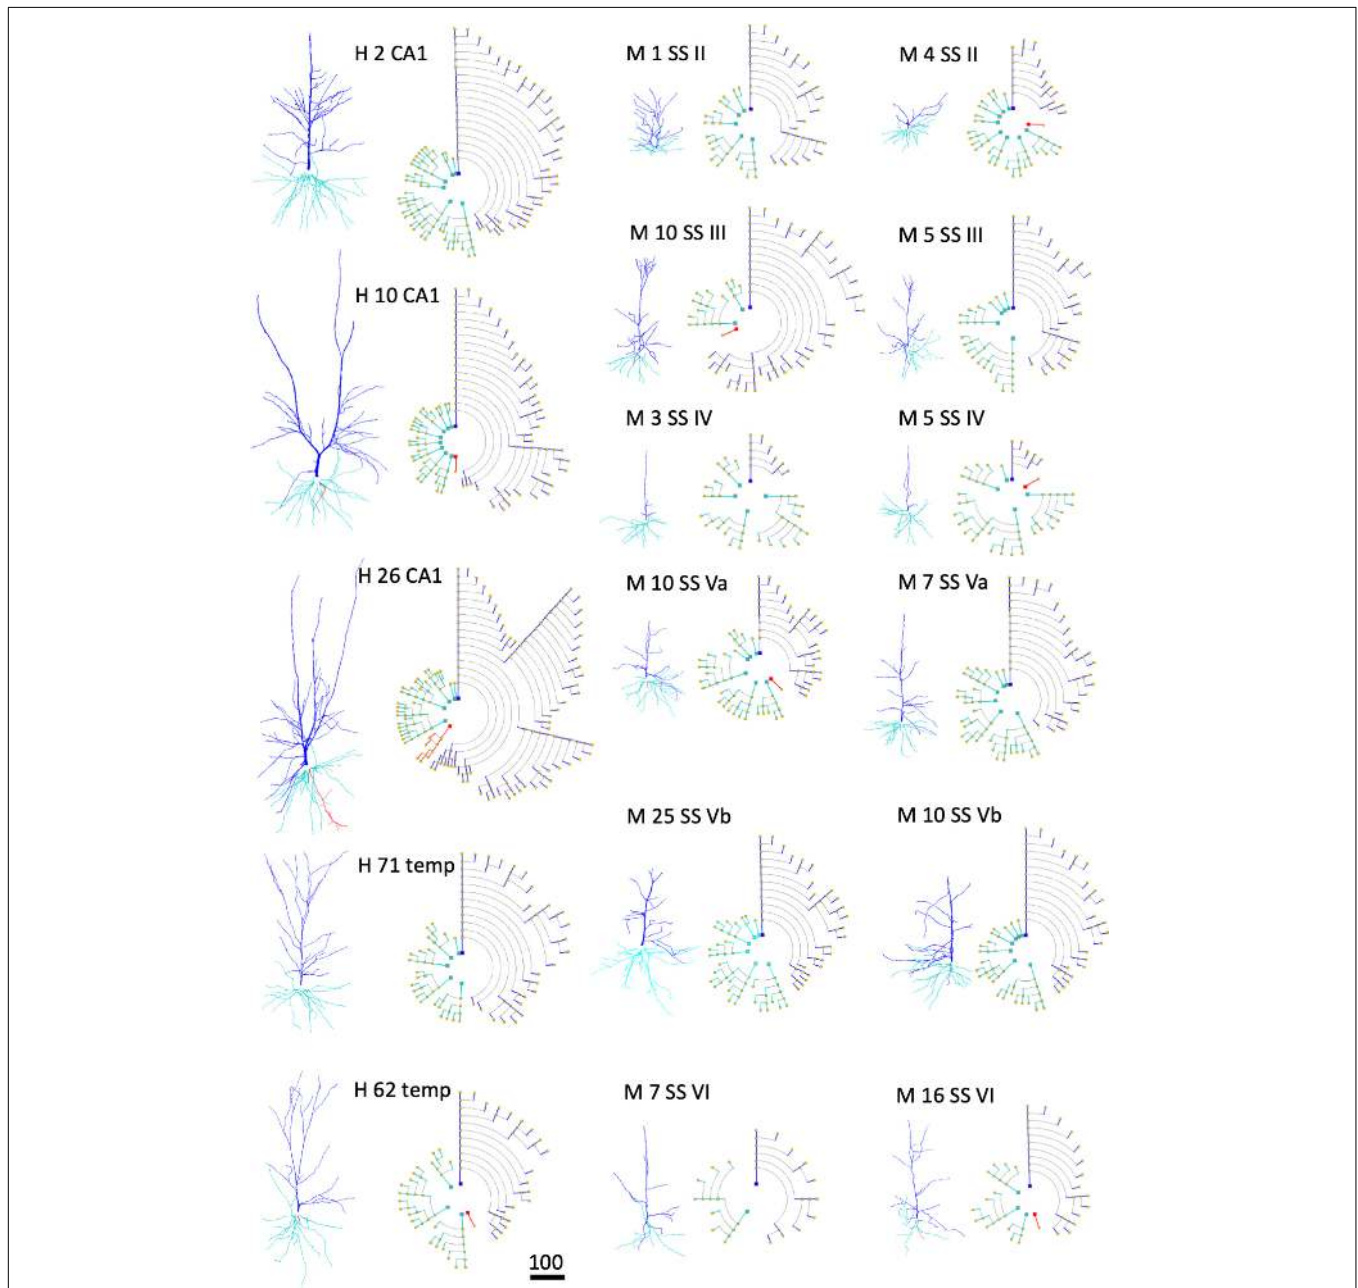 H 2 CA1
M 1 SS II
M 4 SS II
M 10 SS III
M 5 SS III
H 10 CA1
M 3 SS IV
M 5 SS IV
H 26 CA1
M 10 SS Va
M 7 SS Va
M 25 SS Vb
M 10 SS Vb
H 71 temp
H 62 temp
M 7 SS VI
M 16 SS VI
100